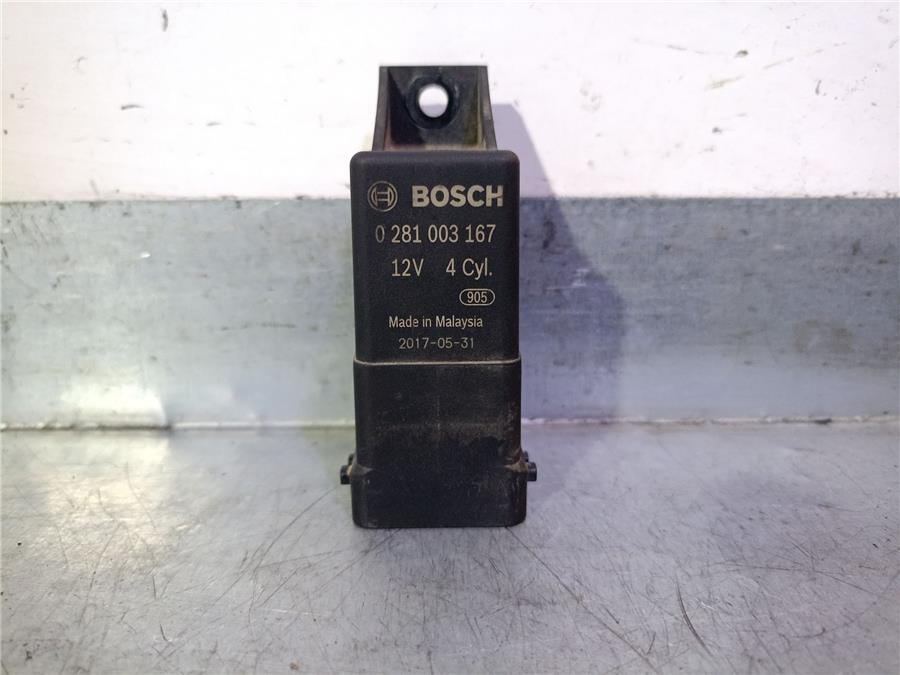 BOSCH
0 281 003 167
12V 4 Cyl.
905
Made in Malaysia
2017-05-31